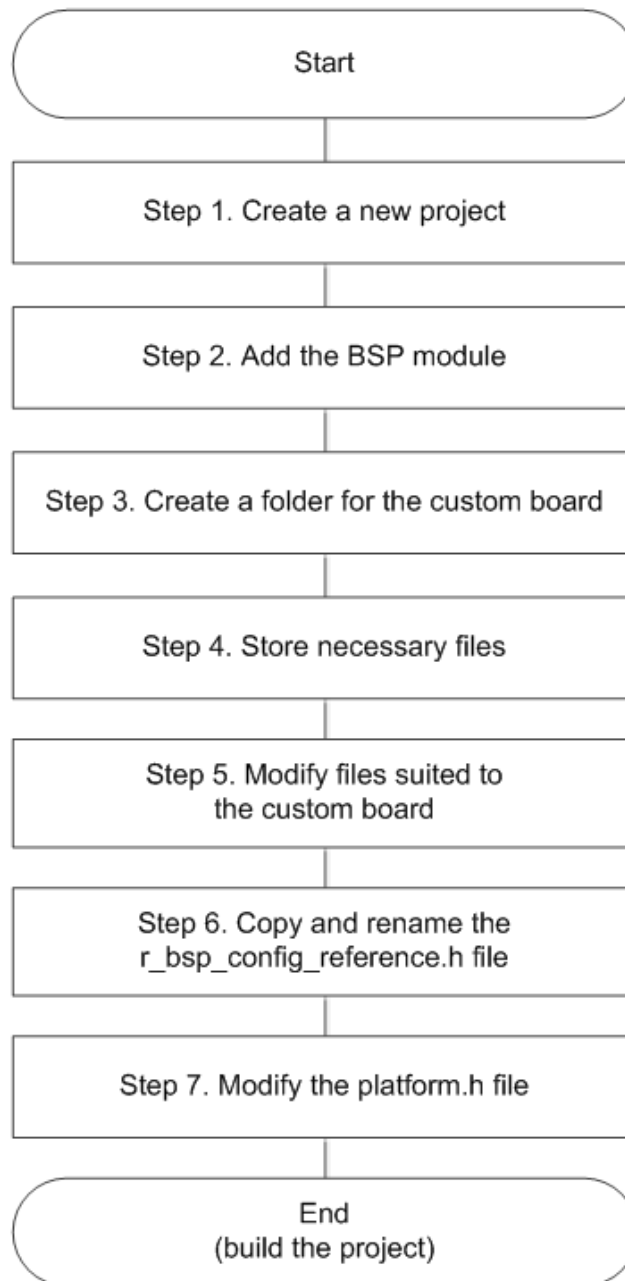 Start
Step 1. Create a new project
Step 2. Add the BSP module
Step 3. Create a folder for the custom board
Step 4. Store necessary files
Step 5. Modify files suited to
the custom board
Step 6. Copy and rename the
r_bsp_config_reference.h file
Step 7. Modify the platform.h file
End
(build the project)